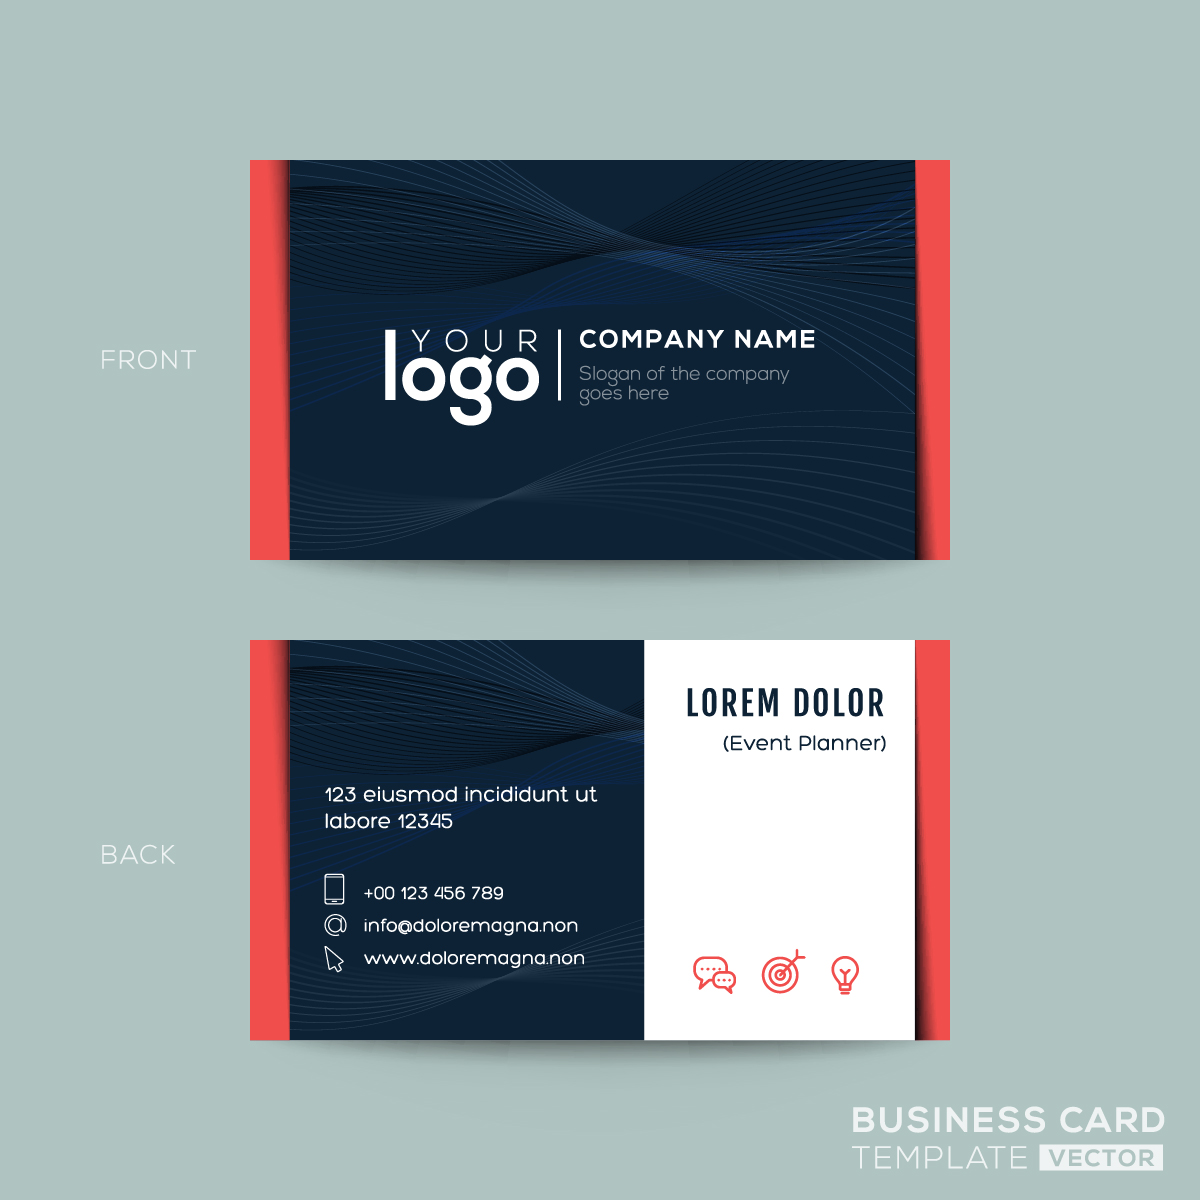 FRONT
YOUR
logo
COMPANY NAME
Slogan of the company
goes here
BACK
123 eiusmod incididunt ut
labore 12345
+00 123 456 789
info@doloremagna.non
www.doloremagna.non
LOREM DOLOR
(Event Planner)
BUSINESS CARD
TEMPLATE VECTOR